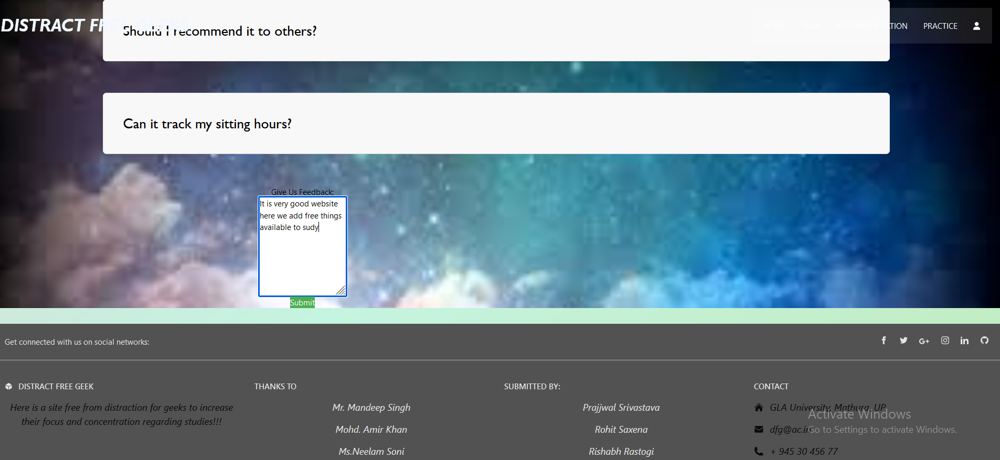 DISTRACT FREE GEEKS
HOME PLAN RECOMMENDATION PRACTICE
Should I recommend it to others?
Can it track my sitting hours?
Give Us Feedback:
It is very good website
here we add free things
available to sudy
Submit
Get connected with us on social networks:
DISTRACT FREE GEEK
Here is a site free from distraction for geeks to increase
their focus and concentration regarding studies!!!
THANKS TO
Mr. Mandeep Singh
Mohd. Amir Khan
Ms.Neelam Soni
SUBMITTED BY:
Prajjwal Srivastava
Rohit Saxena
Rishabh Rastogi
CONTACT
GLA University, Mathura, UP
dfg@ac.in
+ 945 30 456 77
Activate Windows
Go to Settings to activate Windows.